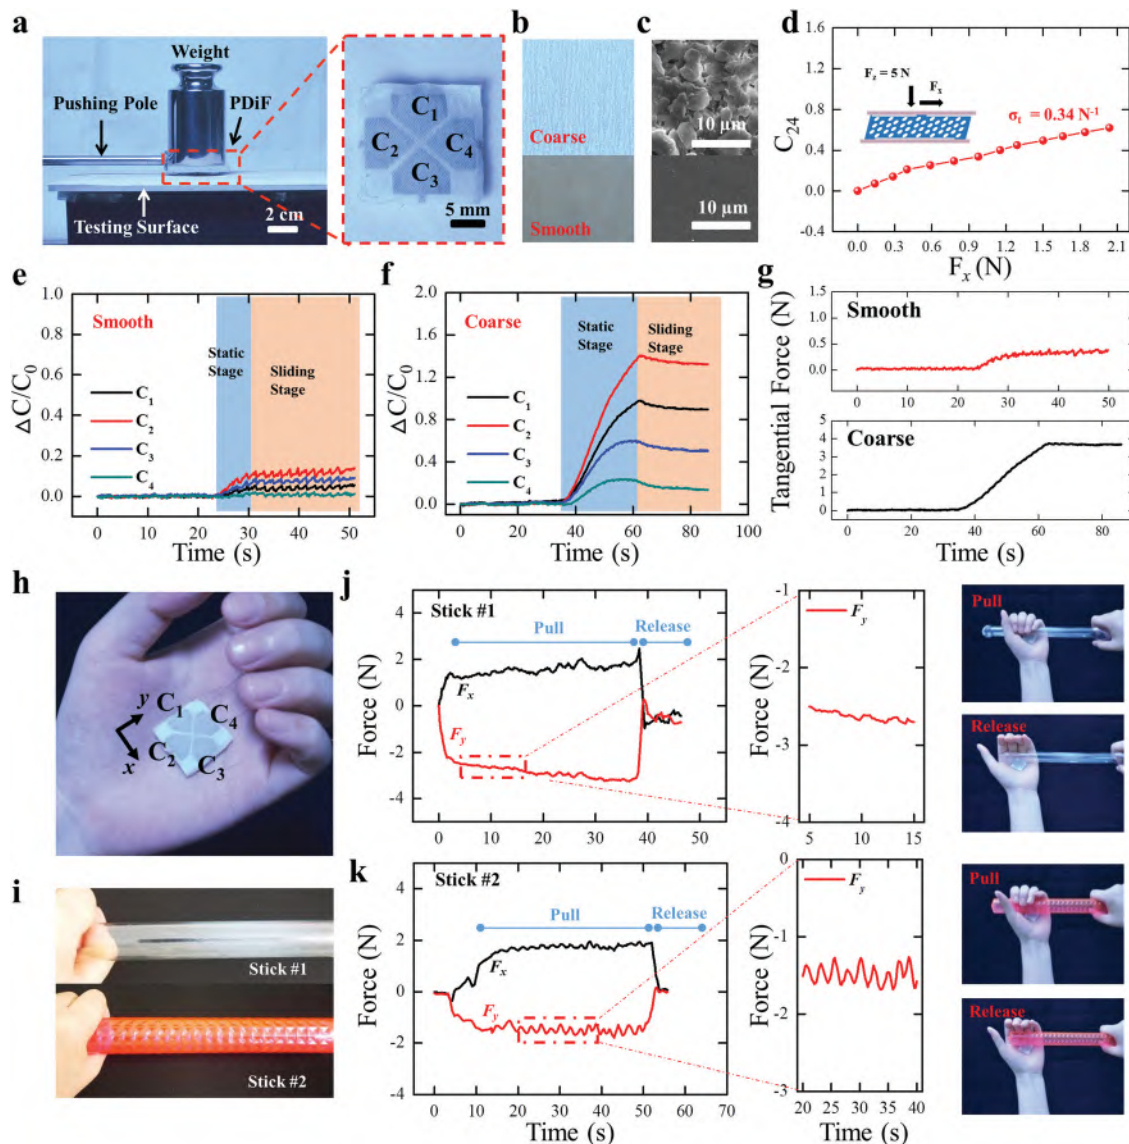 a
Weight
Pushing Pole
PDiF
Testing Surface
2 cm
C1
C2
C4
C3
5 mm
b
Coarse
Smooth
c
10 μm
10 μm
d
C24
1.6
1.2
0.8
0.4
0.0
-0.4
Fz = 5 N
Fx
σt = 0.34 N-1
0.0 0.3 0.6 0.9 1.2 1.5 1.8 2.1
Fx (N)
e
ΔC/C0
1.0
0.8
0.6
0.4
0.2
0.0
Smooth
Static
Stage
Sliding
Stage
C1
C2
C3
C4
0 10 20 30 40 50
Time (s)
f
ΔC/C0
2.0
1.6
1.2
0.8
0.4
0.0
Coarse
Static
Stage
Sliding
Stage
C1
C2
C3
C4
0 20 40 60 80 100
Time (s)
g
Tangential Force (N)
1.5
1.0
0.5
0.0
Smooth
0 10 20 30 40 50
5
4
3
2
1
0
Coarse
0 20 40 60 80
Time (s)
h
y
x
C1
C4
C2
C3
i
Stick #1
Stick #2
j
Force (N)
4
2
0
-2
-4
Stick #1
Pull
Release
Fx
Fy
0 10 20 30 40 50
Time (s)
Force (N)
-1
-2
-3
-4
Fy
5 10 15
Time (s)
Pull
Release
k
Force (N)
4
2
0
-2
-4
Stick #2
Pull
Release
Fx
Fy
0 10 20 30 40 50 60 70
Time (s)
Force (N)
0
-1
-2
-3
Fy
20 25 30 35 40
Time (s)
Pull
Release